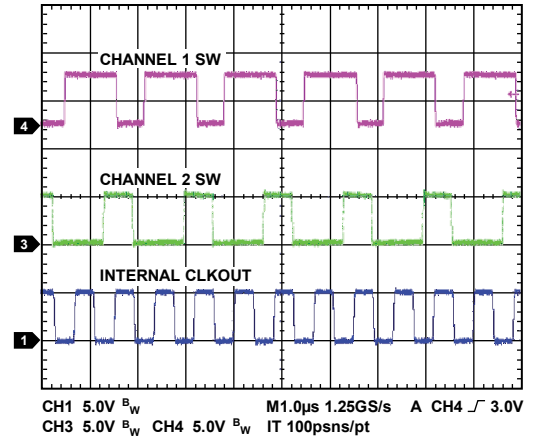 CHANNEL 1 SW
4
CHANNEL 2 SW
3
INTERNAL CLKOUT
1
CH1 5.0V BW M1.0µs 1.25GS/s A CH4 3.0V
CH3 5.0V BW CH4 5.0V BW IT 100psns/pt